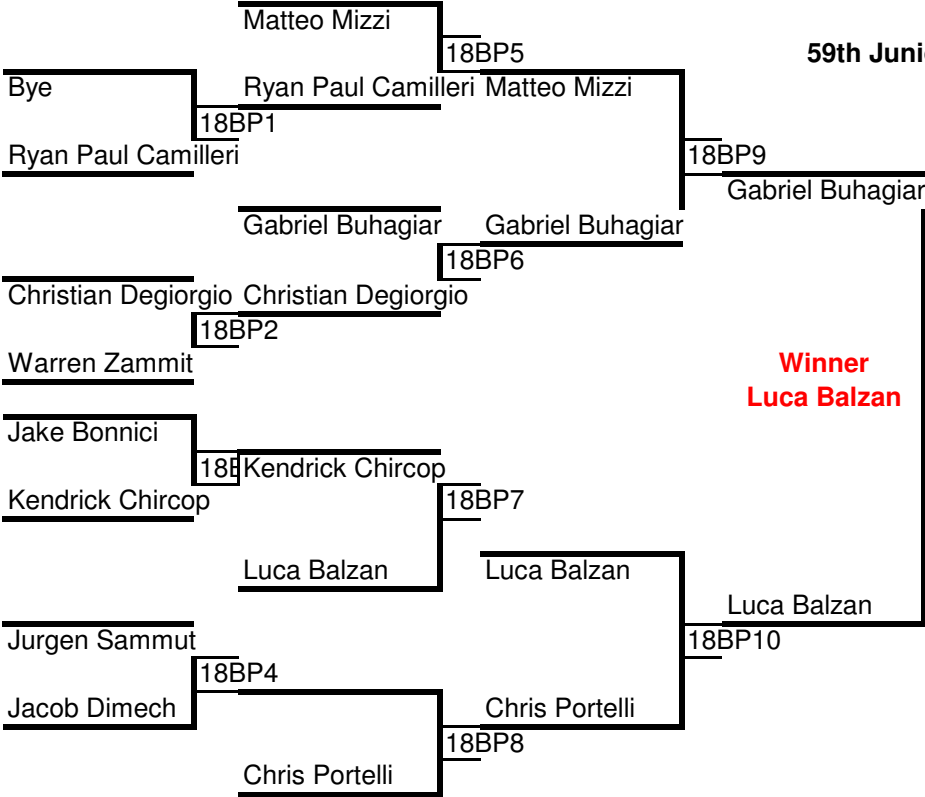 Matteo Mizzi
18BP5
59th Juni
Bye
Ryan Paul Camilleri
Matteo Mizzi
18BP1
Ryan Paul Camilleri
18BP9
Gabriel Buhagiar
Gabriel Buhagiar
Gabriel Buhagiar
18BP6
Christian Degiorgio
Christian Degiorgio
18BP2
Warren Zammit
Winner
Luca Balzan
Jake Bonnici
18B
Kendrick Chircop
Kendrick Chircop
18BP7
Luca Balzan
Luca Balzan
Luca Balzan
Jurgen Sammut
18BP10
18BP4
Jacob Dimech
Chris Portelli
18BP8
Chris Portelli